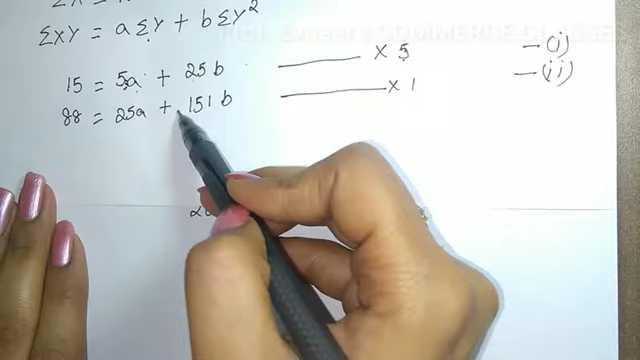 ΣXY = aΣY + bΣY²
15 = 5a + 25b × 5 – (i)
88 = 25a + 151b × 1 – (ii)